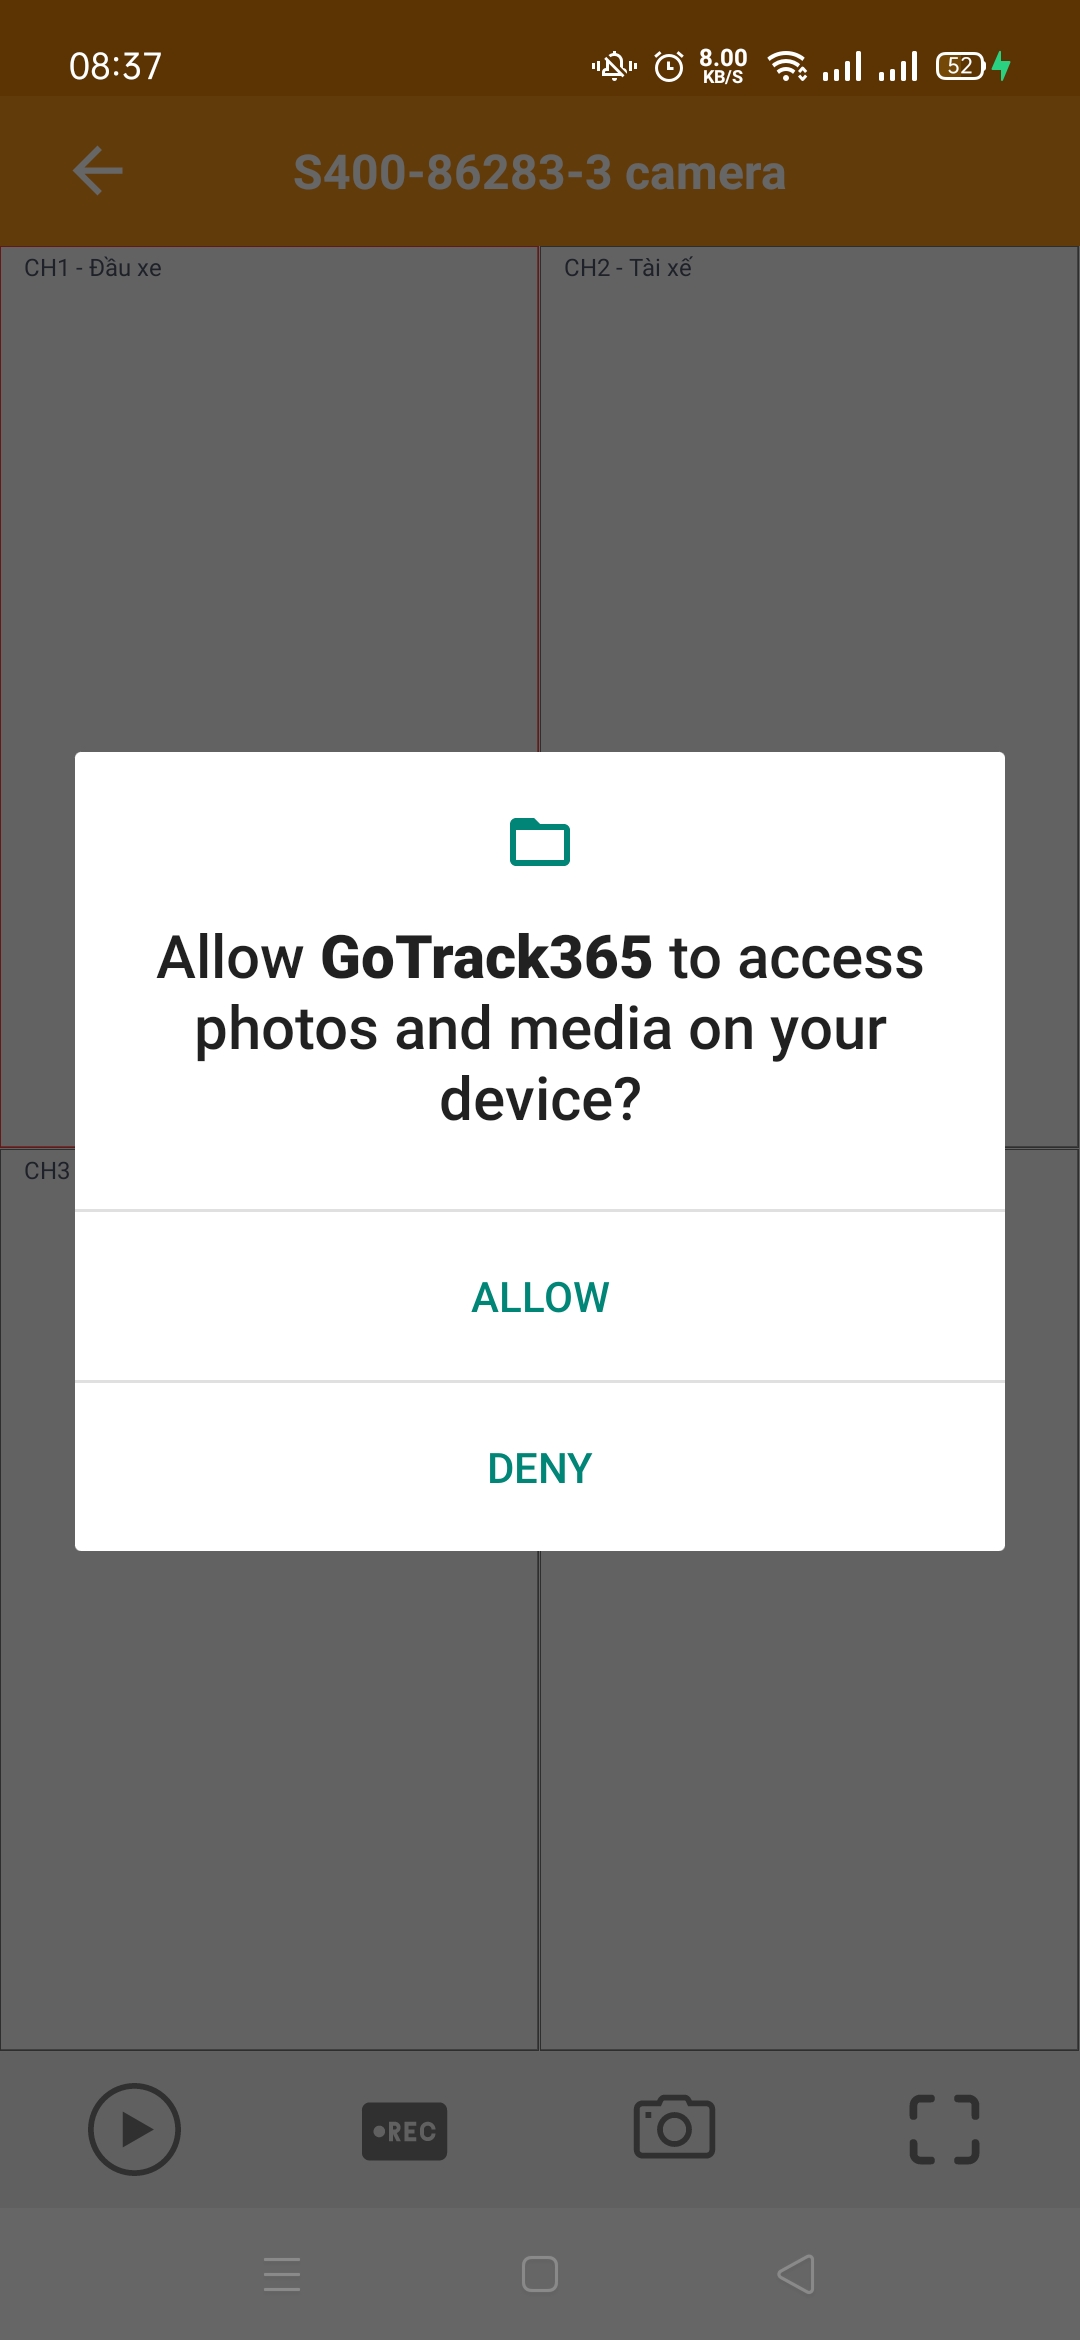 08:37
8.00
KB/S
52
S400-86283-3 camera
CH1 - Đầu xe
CH2 - Tài xế
Allow GoTrack365 to access
photos and media on your
device?
CH3
ALLOW
DENY
REC